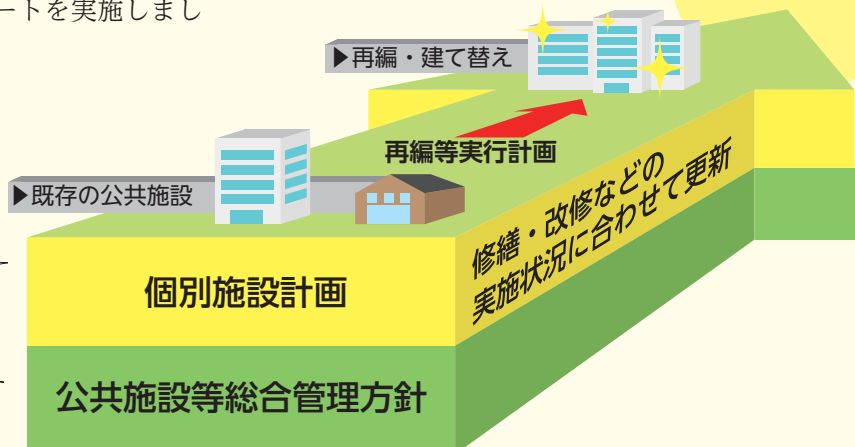 ートを実施しまし
▶再編・建て替え
再編等実行計画
▶既存の公共施設
修繕・改修などの
実施状況に合わせて更新
個別施設計画
公共施設等総合管理方針